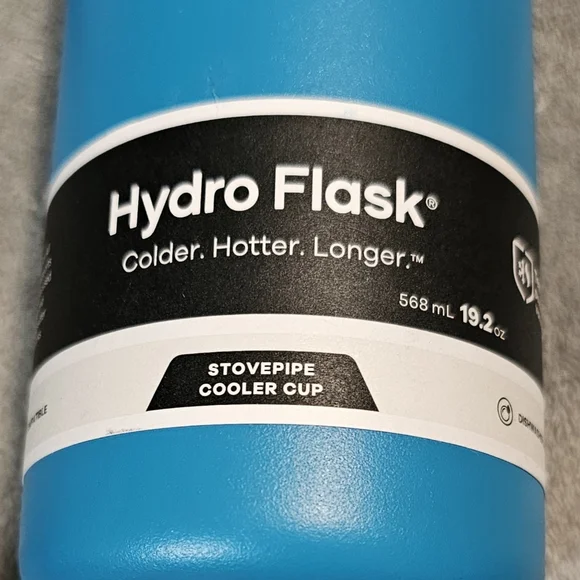 Hydro Flask®
Colder. Hotter. Longer.™
568 mL 19.2 oz
STOVEPIPE
COOLER CUP